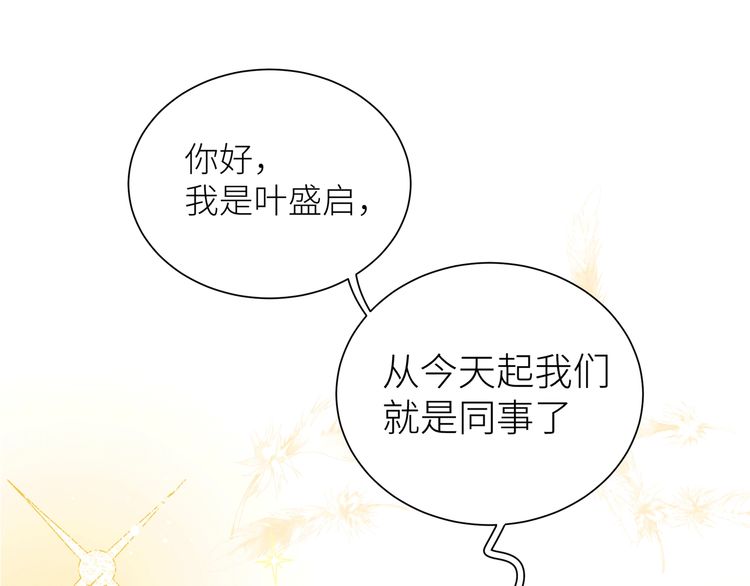 你好，
我是叶盛启，
从今天起我们
就是同事了